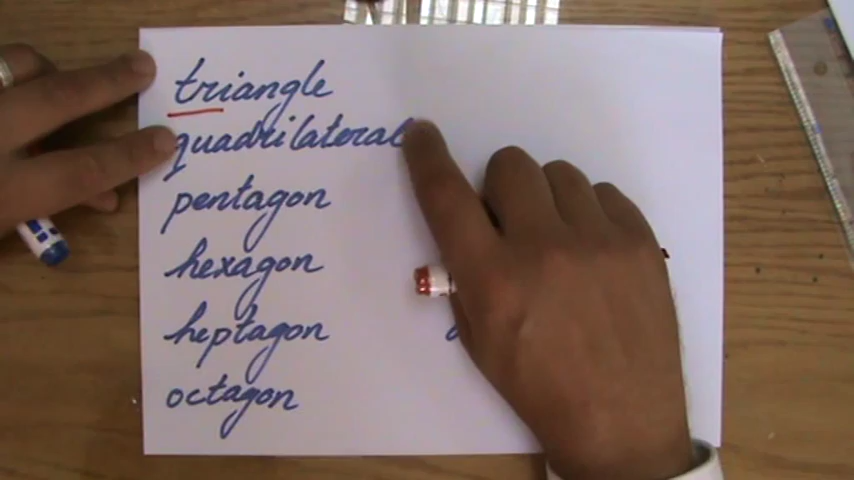 triangle
quadrilateral
pentagon
hexagon
heptagon
octagon